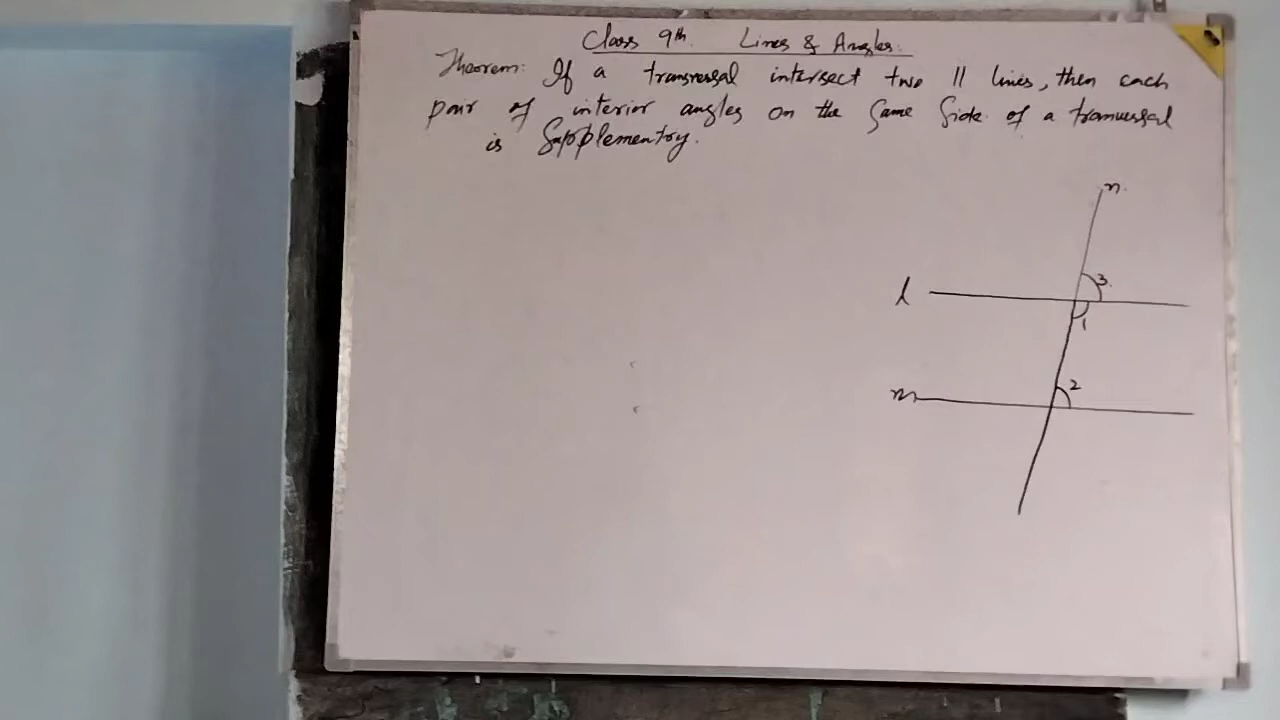 Class 9th. Lines & Angles.
Theorem: If a transversal intersect two || lines, then each
pair of interior angles on the Same Side of a transversal
is Supplementry.
n
3
l
1
2
m